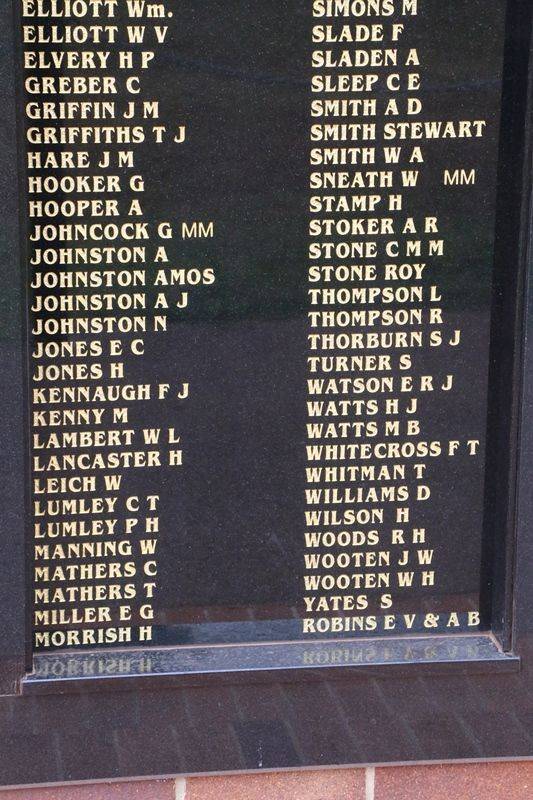 ELLIOTT Wm.
ELLIOTT W V
ELVERY H P
GREBER C
GRIFFIN J M
GRIFFITHS T J
HARE J M
HOOKER G
HOOPER A
JOHNCOCK G MM
JOHNSTON A
JOHNSTON AMOS
JOHNSTON A J
JOHNSTON N
JONES E C
JONES H
KENNAUGH F J
KENNY M
LAMBERT W L
LANCASTER H
LEICH W
LUMLEY C T
LUMLEY P H
MANNING W
MATHERS C
MATHERS T
MILLER E G
MORRISH H
SIMONS M
SLADE F
SLADEN A
SLEEP C E
SMITH A D
SMITH STEWART
SMITH W A
SNEATH W MM
STAMP H
STOKER A R
STONE C M M
STONE ROY
THOMPSON L
THOMPSON R
THORBURN S J
TURNER S
WATSON E R J
WATTS H J
WATTS M B
WHITECROSS F T
WHITMAN T
WILLIAMS D
WILSON H
WOODS R H
WOOTEN J W
WOOTEN W H
YATES S
ROBINS E V & A B